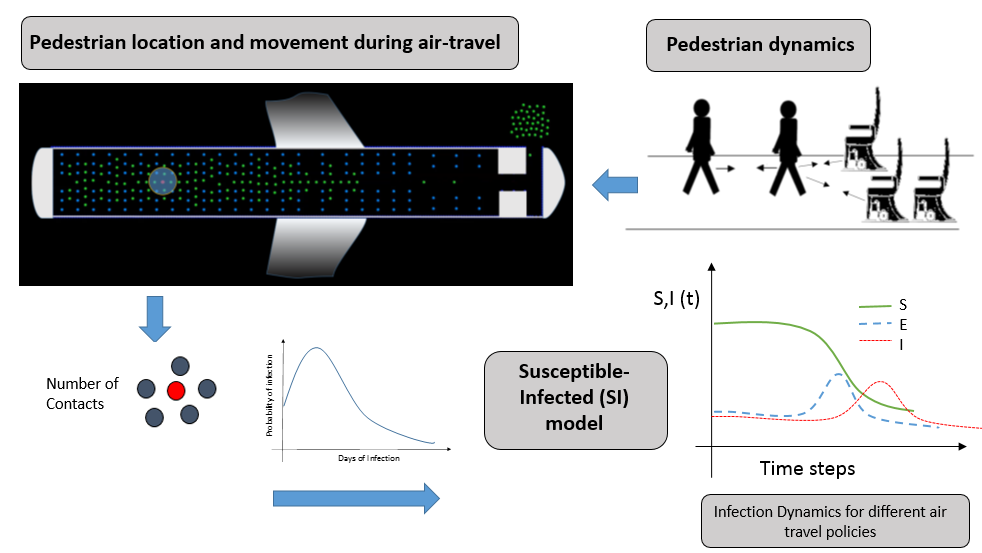 Pedestrian location and movement during air-travel
Pedestrian dynamics
S,I (t)
S
E
I
Number of
Contacts
Probability of infection
Days of Infection
Susceptible-
Infected (SI)
model
Time steps
Infection Dynamics for different air
travel policies